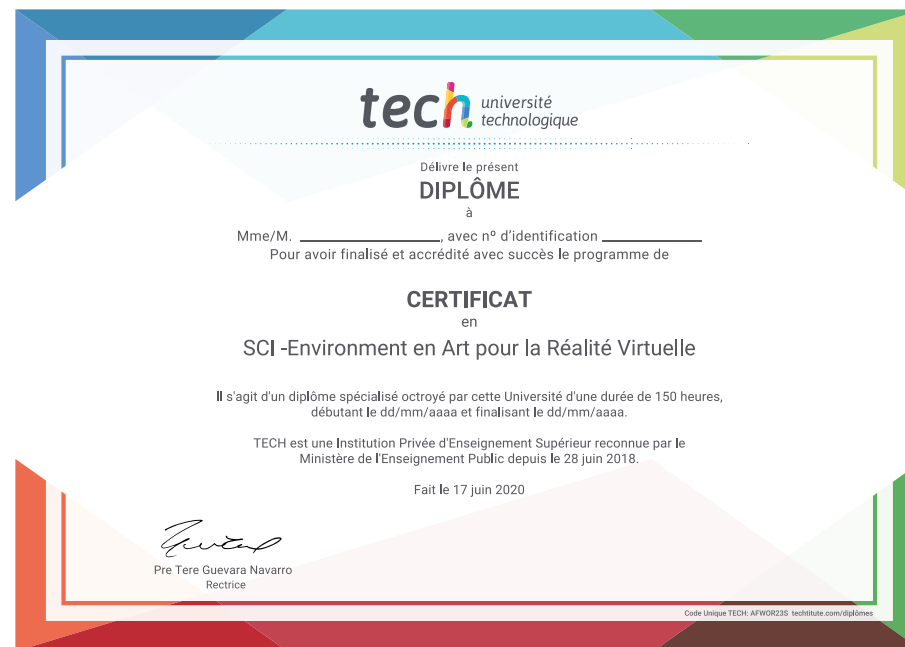 tech université
technologique
Délivre le présent
DIPLÔME
à
Mme/M. ____________________, avec nº d'identification ______________
Pour avoir finalisé et accrédité avec succès le programme de
CERTIFICAT
en
SCI -Environment en Art pour la Réalité Virtuelle
Il s'agit d'un diplôme spécialisé octroyé par cette Université d'une durée de 150 heures,
débutant le dd/mm/aaaa et finalisant le dd/mm/aaaa.
TECH est une Institution Privée d'Enseignement Supérieur reconnue par le
Ministère de l'Enseignement Public depuis le 28 juin 2018.
Fait le 17 juin 2020
Pre Tere Guevara Navarro
Rectrice
Code Unique TECH: AFWOR23S techtitute.com/diplômes